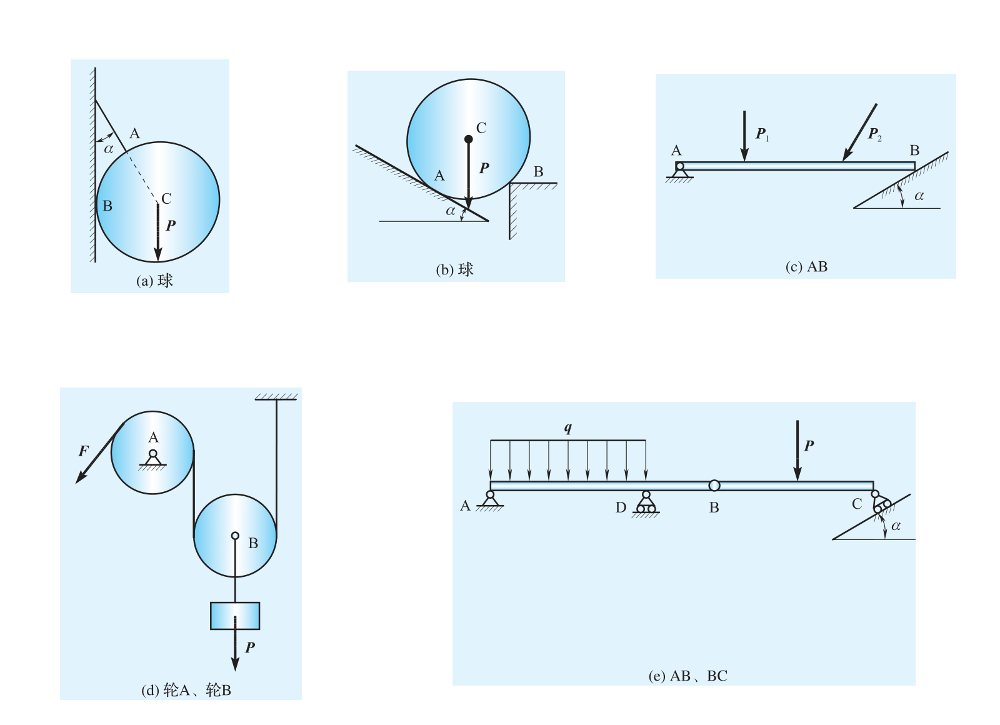 A
α
B
C
P
(a) 球
C
P
A
B
α
(b) 球
P₁
P₂
A
B
α
(c) AB
A
F
B
P
(d) 轮A、轮B
q
P
A
D
B
C
α
(e) AB、BC